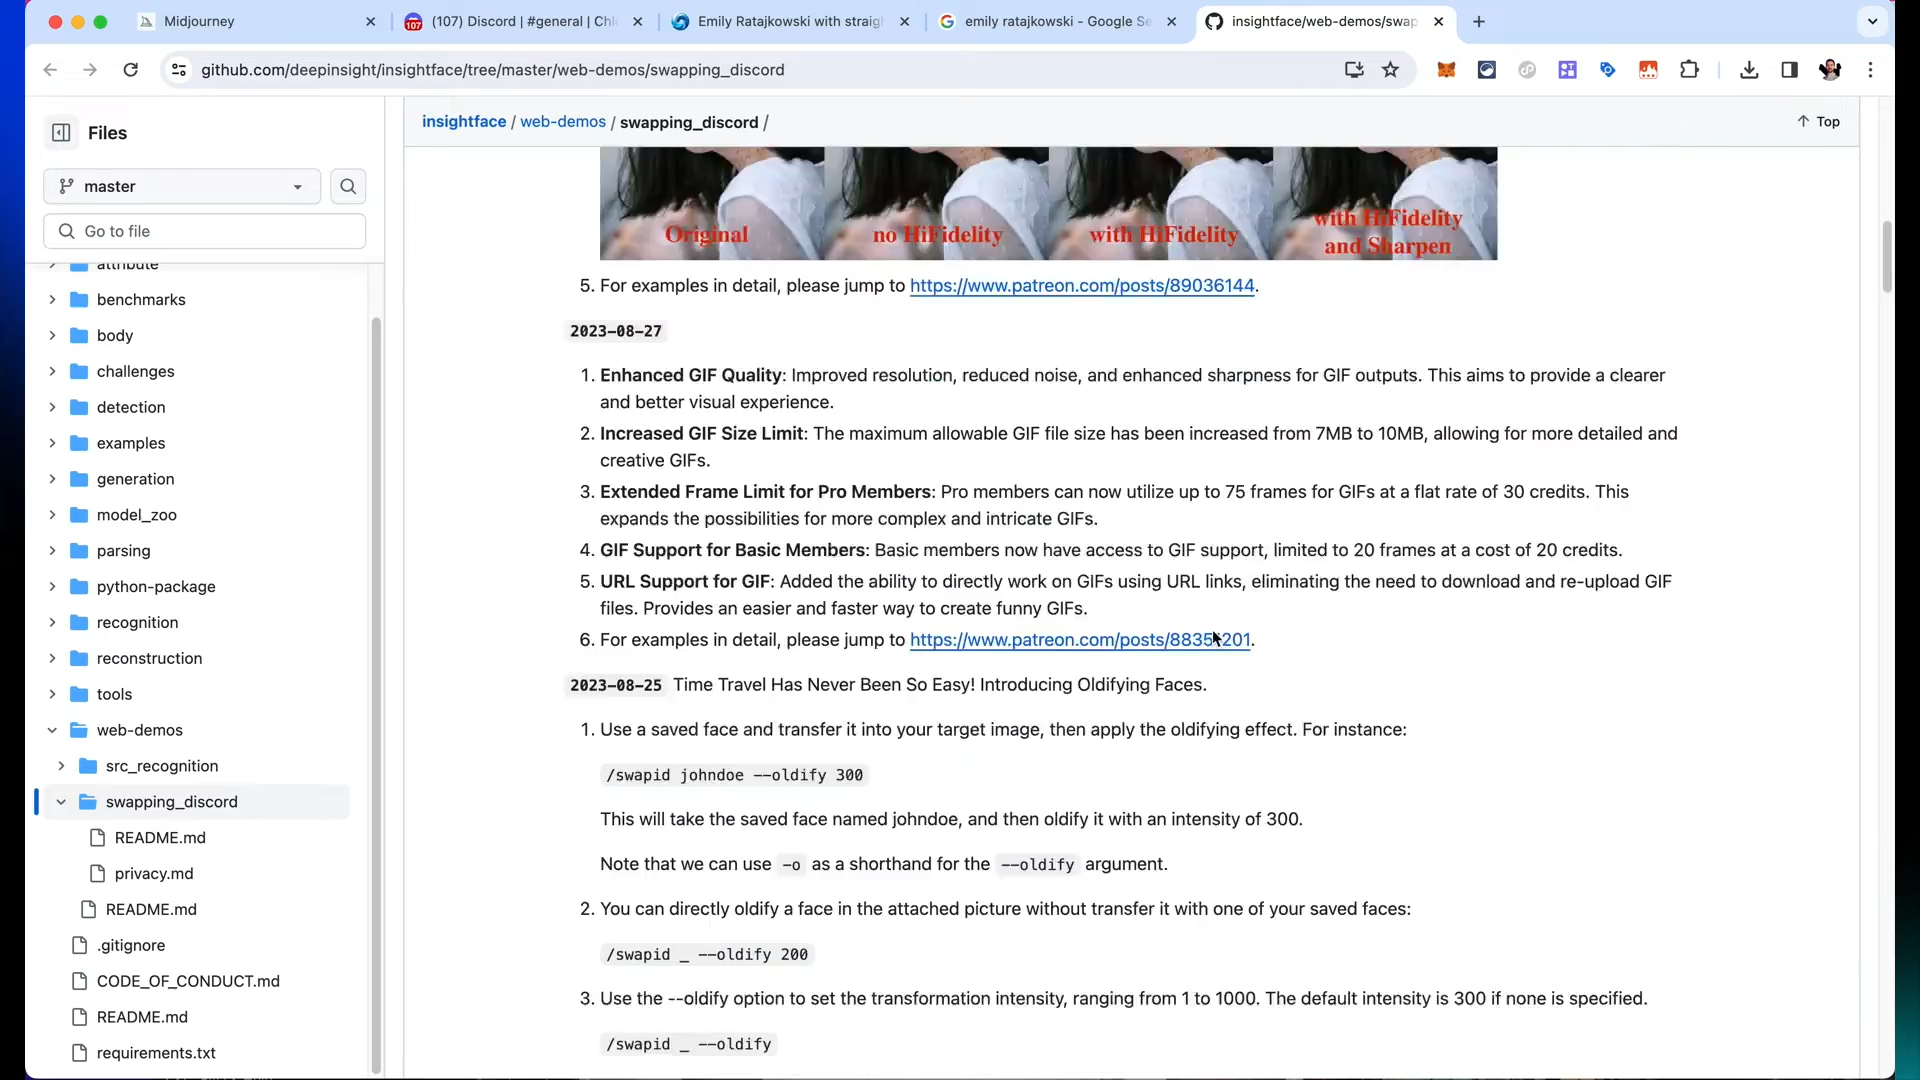 Midjourney
(107) Discord | #general | Chl
Emily Ratajkowski with straig
emily ratajkowski - Google Se
insightface/web-demos/swap
github.com/deepinsight/insightface/tree/master/web-demos/swapping_discord
Files
master
Go to file
attribute
benchmarks
body
challenges
detection
examples
generation
model_zoo
parsing
python-package
recognition
reconstruction
tools
web-demos
src_recognition
swapping_discord
README.md
privacy.md
README.md
.gitignore
CODE_OF_CONDUCT.md
README.md
requirements.txt
insightface / web-demos / swapping_discord /
Top
Original
no HiFidelity
with HiFidelity
with HiFidelity
and Sharpen
5. For examples in detail, please jump to https://www.patreon.com/posts/89036144.
2023-08-27
1. Enhanced GIF Quality: Improved resolution, reduced noise, and enhanced sharpness for GIF outputs. This aims to provide a clearer
and better visual experience.
2. Increased GIF Size Limit: The maximum allowable GIF file size has been increased from 7MB to 10MB, allowing for more detailed and
creative GIFs.
3. Extended Frame Limit for Pro Members: Pro members can now utilize up to 75 frames for GIFs at a flat rate of 30 credits. This
expands the possibilities for more complex and intricate GIFs.
4. GIF Support for Basic Members: Basic members now have access to GIF support, limited to 20 frames at a cost of 20 credits.
5. URL Support for GIF: Added the ability to directly work on GIFs using URL links, eliminating the need to download and re-upload GIF
files. Provides an easier and faster way to create funny GIFs.
6. For examples in detail, please jump to
2023-08-25 Time Travel Has Never Been So Easy! Introducing Oldifying Faces.
1. Use a saved face and transfer it into your target image, then apply the oldifying effect. For instance:
/swapid johndoe --oldify 300
This will take the saved face named johndoe, and then oldify it with an intensity of 300.
Note that we can use -o as a shorthand for the --oldify argument.
2. You can directly oldify a face in the attached picture without transfer it with one of your saved faces:
/swapid _ --oldify 200
3. Use the --oldify option to set the transformation intensity, ranging from 1 to 1000. The default intensity is 300 if none is specified.
/swapid _ --oldify